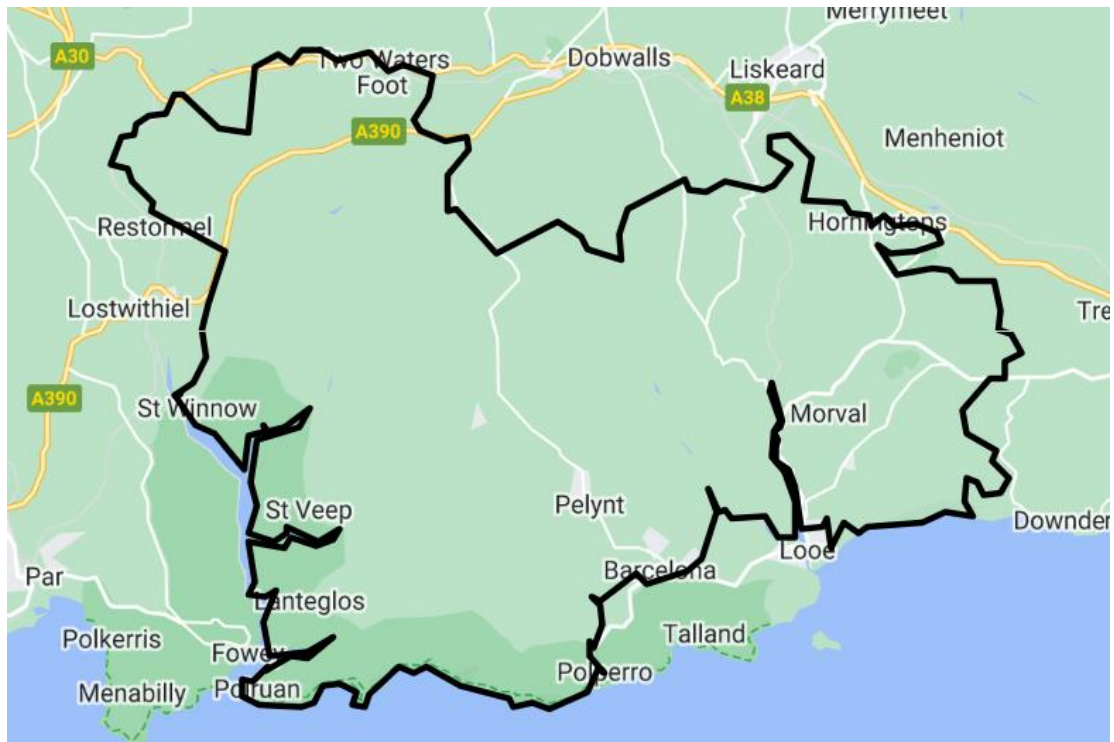 Merrymeet
A30
Two Waters
Foot
Dobwalls
Liskeard
A38
A390
Menheniot
Restormel
Horningtops
Lostwithiel
Tre
A390
St Winnow
Morval
St Veep
Pelynt
Downder
Looe
Par
Barcelona
Lanteglos
Polkerris
Talland
Fowey
Menabilly
Polruan
Polperro